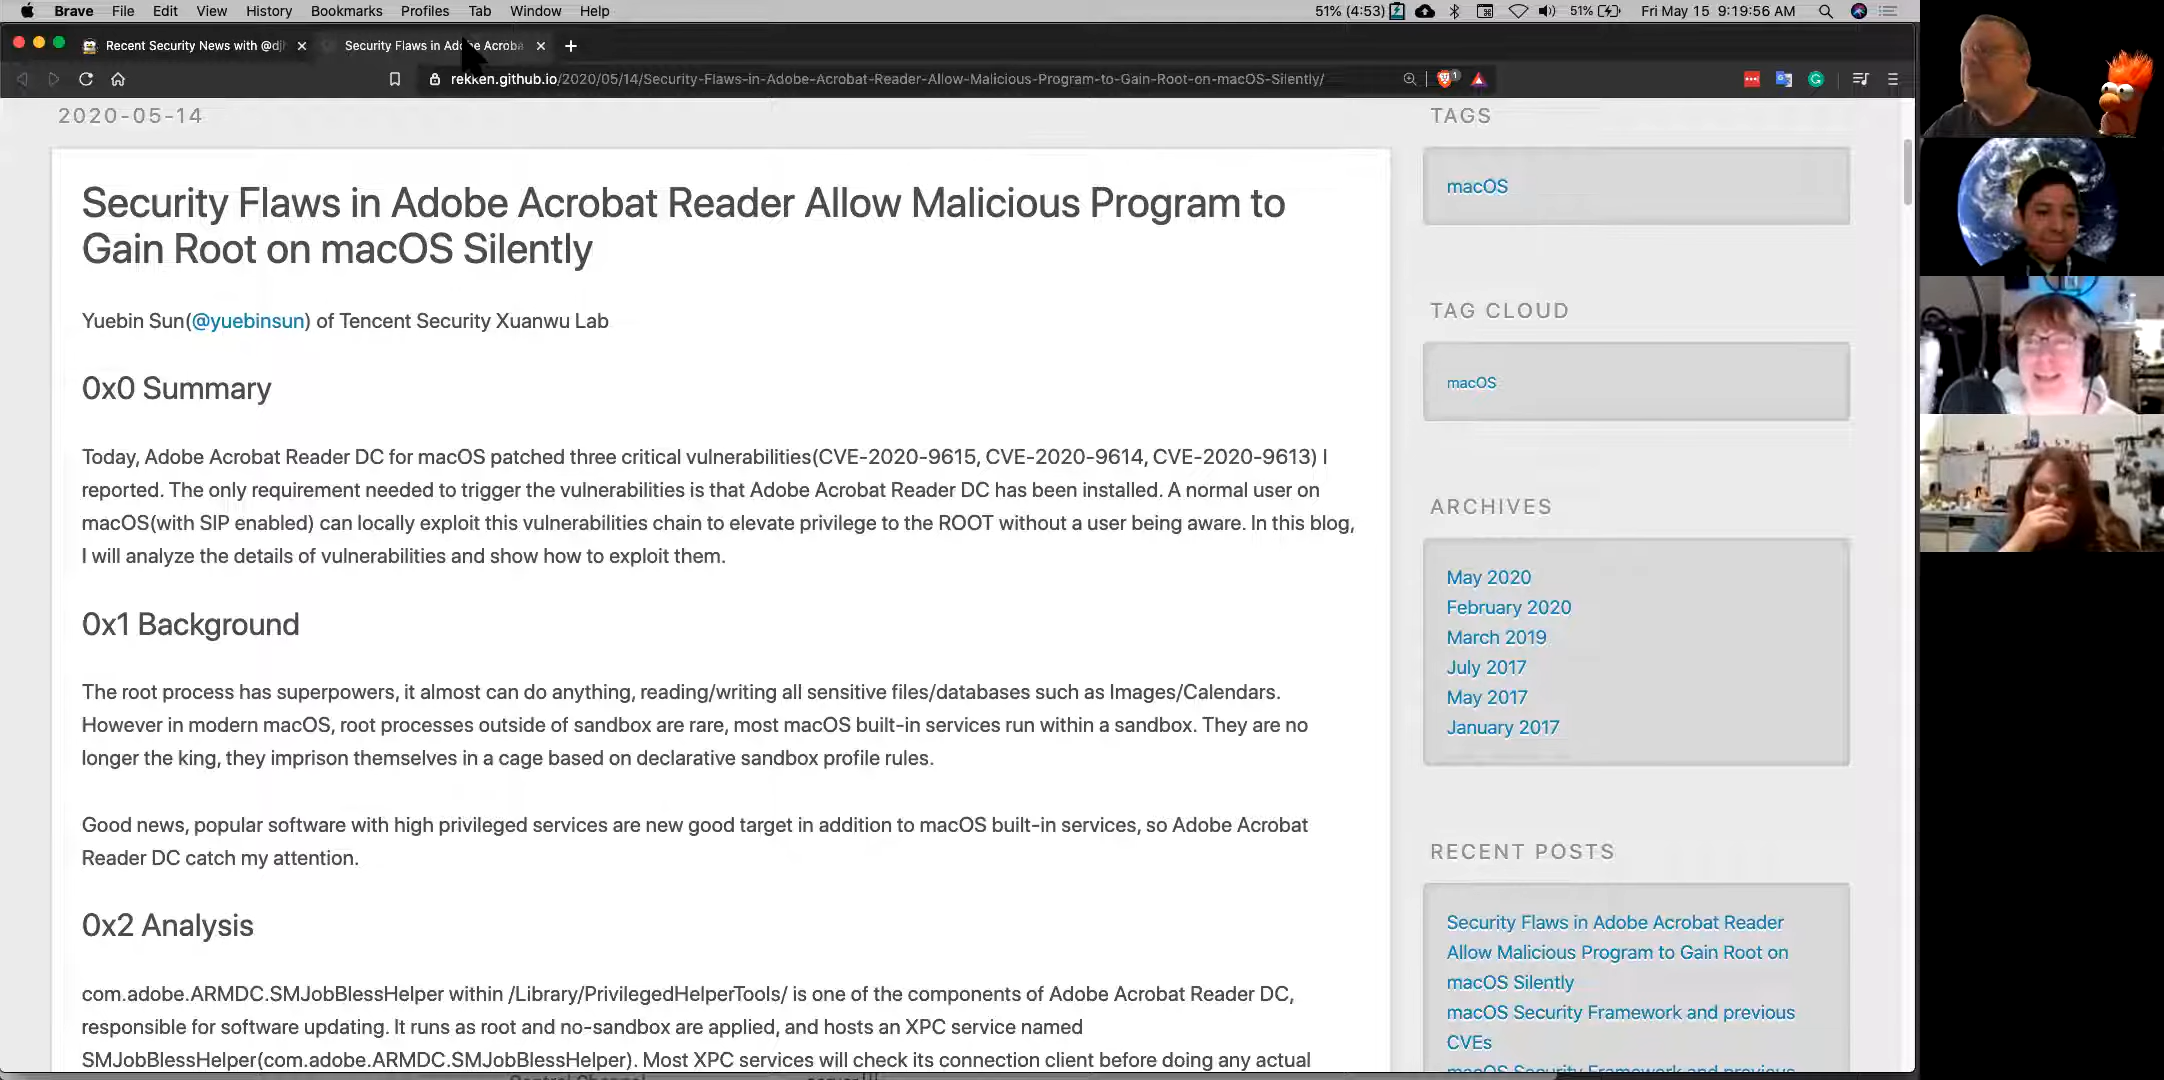 Brave File Edit View History Bookmarks Profiles Tab Window Help 51% (4:53) 51% Fri May 15 9:19:56 AM
Recent Security News with @dj Security Flaws in Adobe Acroba
rekken.github.io/2020/05/14/Security-Flaws-in-Adobe-Acrobat-Reader-Allow-Malicious-Program-to-Gain-Root-on-macOS-Silently/
2020-05-14
Security Flaws in Adobe Acrobat Reader Allow Malicious Program to
Gain Root on macOS Silently
Yuebin Sun(@yuebinsun) of Tencent Security Xuanwu Lab
0x0 Summary
Today, Adobe Acrobat Reader DC for macOS patched three critical vulnerabilities(CVE-2020-9615, CVE-2020-9614, CVE-2020-9613) I
reported. The only requirement needed to trigger the vulnerabilities is that Adobe Acrobat Reader DC has been installed. A normal user on
macOS(with SIP enabled) can locally exploit this vulnerabilities chain to elevate privilege to the ROOT without a user being aware. In this blog,
I will analyze the details of vulnerabilities and show how to exploit them.
0x1 Background
The root process has superpowers, it almost can do anything, reading/writing all sensitive files/databases such as Images/Calendars.
However in modern macOS, root processes outside of sandbox are rare, most macOS built-in services run within a sandbox. They are no
longer the king, they imprison themselves in a cage based on declarative sandbox profile rules.
Good news, popular software with high privileged services are new good target in addition to macOS built-in services, so Adobe Acrobat
Reader DC catch my attention.
0x2 Analysis
com.adobe.ARMDC.SMJobBlessHelper within /Library/PrivilegedHelperTools/ is one of the components of Adobe Acrobat Reader DC,
responsible for software updating. It runs as root and no-sandbox are applied, and hosts an XPC service named
SMJobBlessHelper(com.adobe.ARMDC.SMJobBlessHelper). Most XPC services will check its connection client before doing any actual
TAGS
macOS
TAG CLOUD
macOS
ARCHIVES
May 2020
February 2020
March 2019
July 2017
May 2017
January 2017
RECENT POSTS
Security Flaws in Adobe Acrobat Reader
Allow Malicious Program to Gain Root on
macOS Silently
macOS Security Framework and previous
CVEs
macOS Security Framework and previous